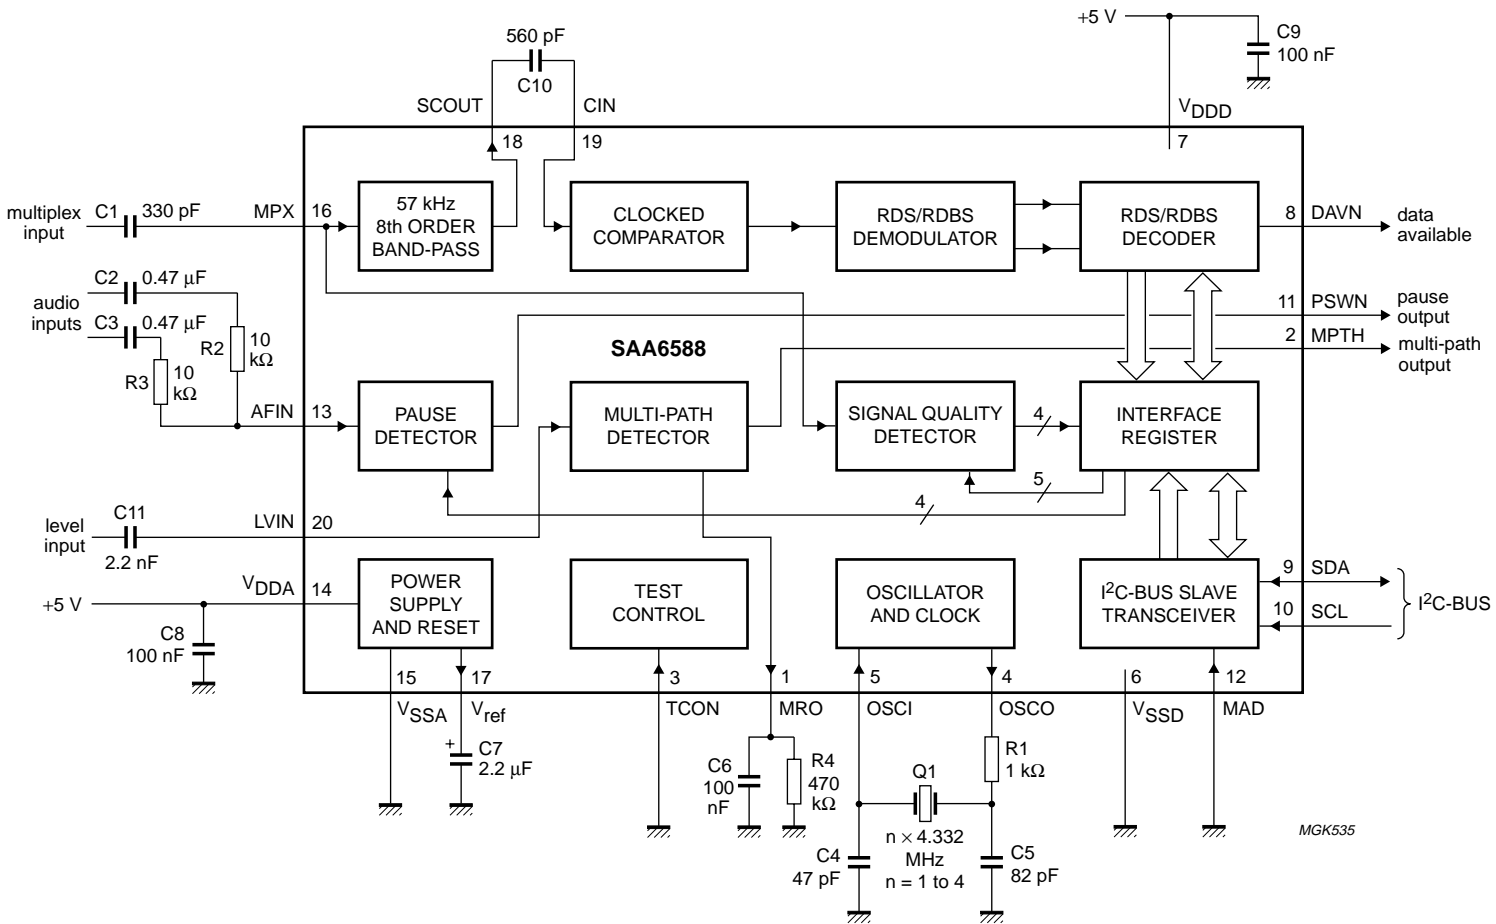 +5 V
C9
100 nF
560 pF
C10
SCOUT
CIN
VDDD
18
19
7
multiplex
input
C1
330 pF
MPX
16
57 kHz
8th ORDER
BAND-PASS
CLOCKED
COMPARATOR
RDS/RDBS
DEMODULATOR
RDS/RDBS
DECODER
8
DAVN
data
available
C2
0.47 µF
audio
inputs
C3
0.47 µF
R2
10
kΩ
R3
10
kΩ
SAA6588
11
PSWN
pause
output
2
MPTH
multi-path
output
AFIN
13
PAUSE
DETECTOR
MULTI-PATH
DETECTOR
SIGNAL QUALITY
DETECTOR
4
INTERFACE
REGISTER
5
4
level
input
C11
2.2 nF
LVIN
20
+5 V
VDDA
14
C8
100 nF
POWER
SUPPLY
AND RESET
TEST
CONTROL
OSCILLATOR
AND CLOCK
I²C-BUS SLAVE
TRANSCEIVER
9
SDA
10
SCL
I²C-BUS
15
17
3
1
5
4
6
12
VSSA
Vref
TCON
MRO
OSCI
OSCO
VSSD
MAD
+
C7
2.2 µF
C6
100
nF
R4
470
kΩ
Q1
R1
1 kΩ
n × 4.332
MHz
n = 1 to 4
C4
47 pF
C5
82 pF
MGK535